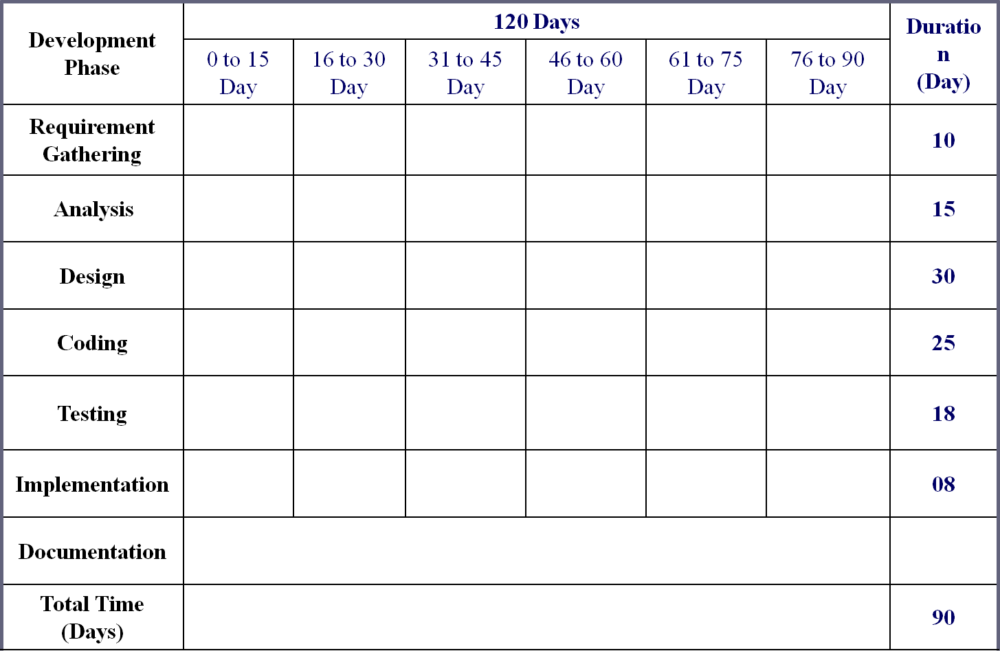 Development
Phase
120 Days
Duratio
n
(Day)
0 to 15
Day
16 to 30
Day
31 to 45
Day
46 to 60
Day
61 to 75
Day
76 to 90
Day
Requirement
Gathering
10
Analysis
15
Design
30
Coding
25
Testing
18
Implementation
08
Documentation
Total Time
(Days)
90